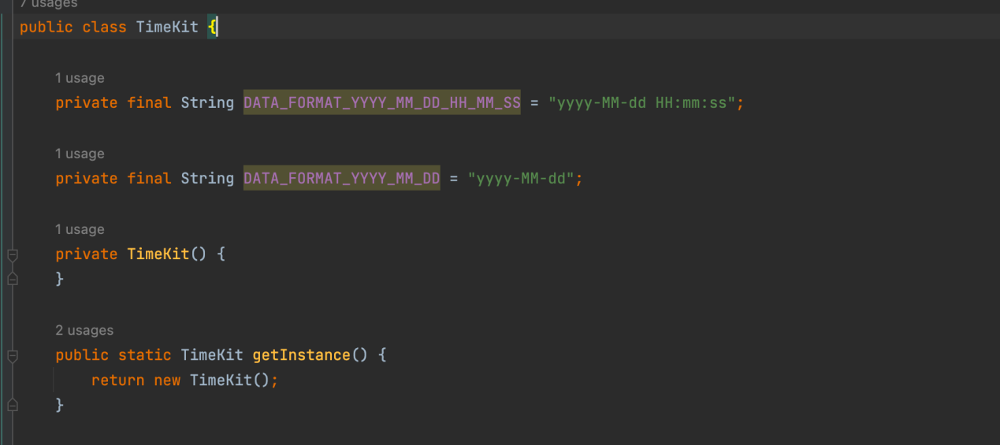 7 usages
public class TimeKit {
1 usage
private final String DATA_FORMAT_YYYY_MM_DD_HH_MM_SS = "yyyy-MM-dd HH:mm:ss";
1 usage
private final String DATA_FORMAT_YYYY_MM_DD = "yyyy-MM-dd";
1 usage
private TimeKit() {
}
2 usages
public static TimeKit getInstance() {
return new TimeKit();
}